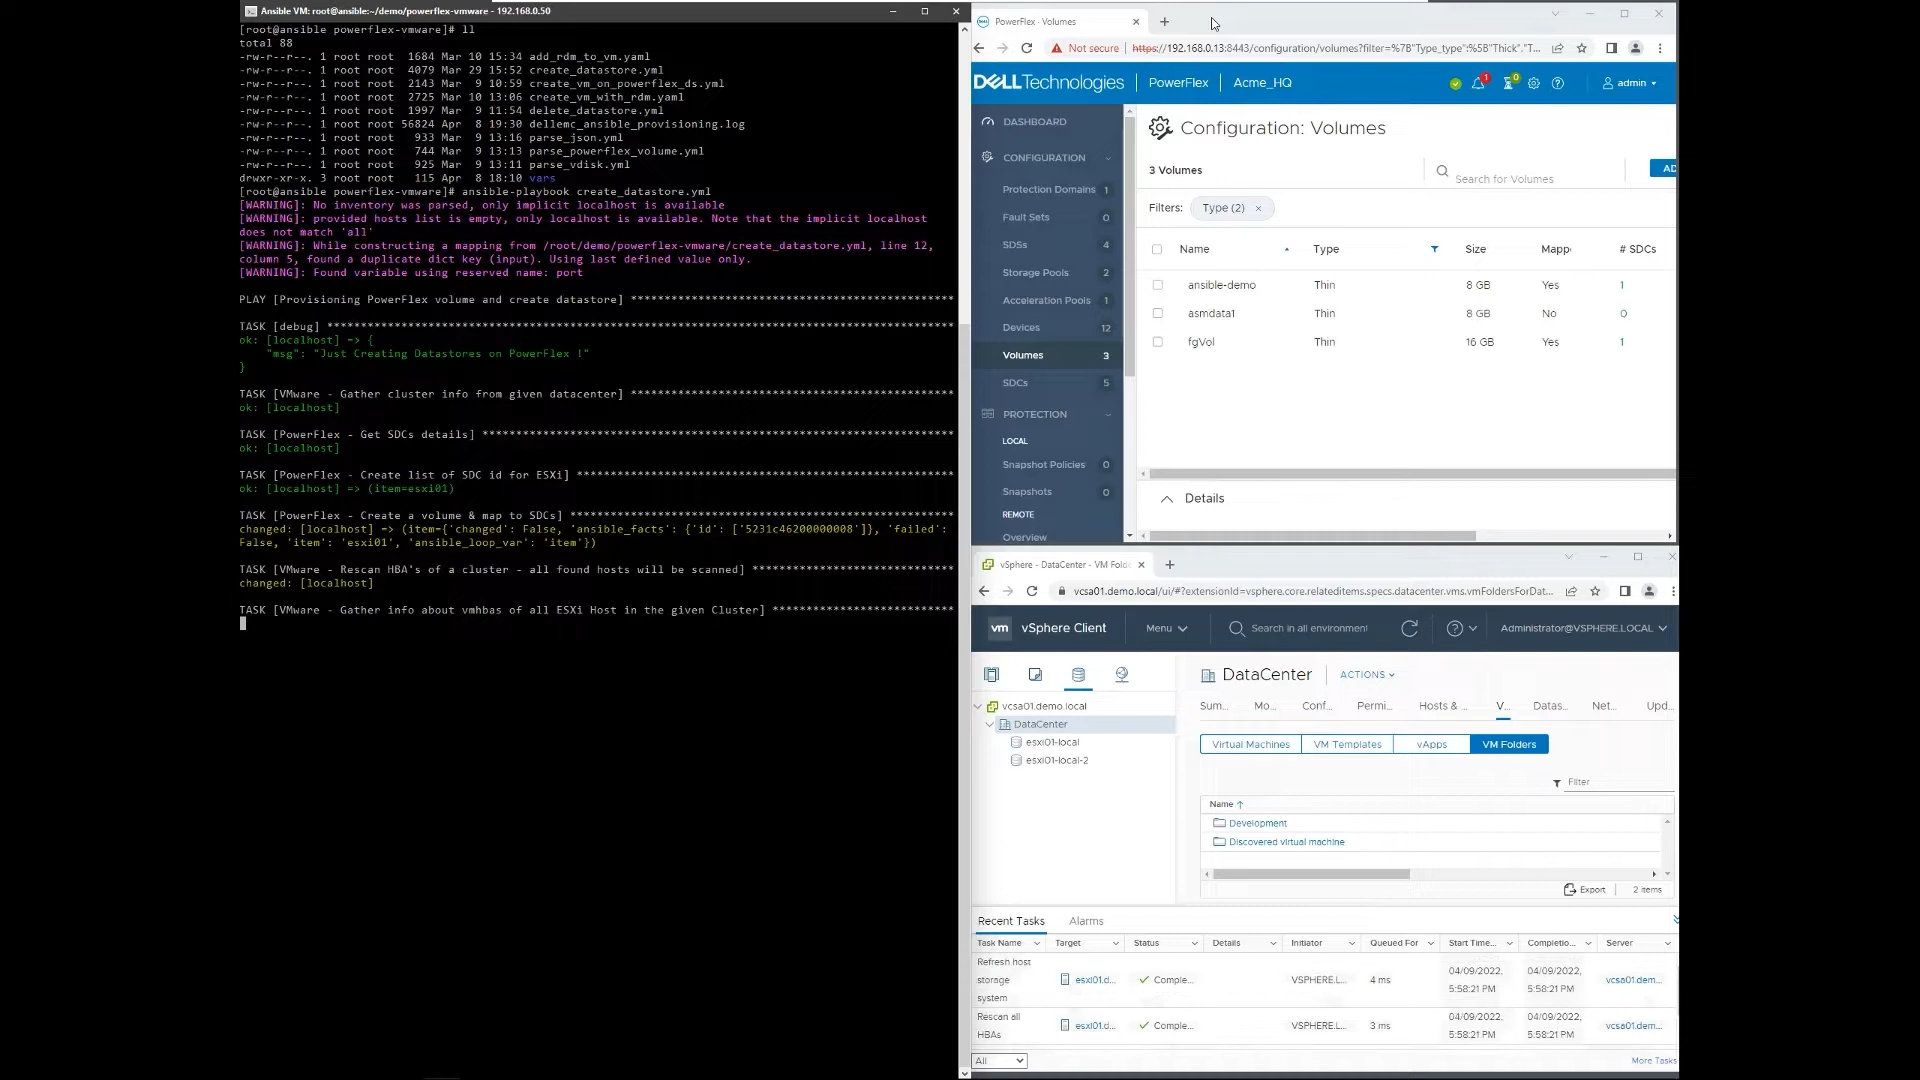 Ansible VM: root@ansible:~/demo/powerflex-vmware - 192.168.0.50
[root@ansible powerflex-vmware]# ll
total 88
-rw-r--r--. 1 root root  1684 Mar 10 15:34 add_rdm_to_vm.yaml
-rw-r--r--. 1 root root  4079 Mar 29 15:52 create_datastore.yml
-rw-r--r--. 1 root root  2143 Mar  9 10:59 create_vm_on_powerflex_ds.yml
-rw-r--r--. 1 root root  2725 Mar 10 13:06 create_vm_with_rdm.yaml
-rw-r--r--. 1 root root  1997 Mar  9 11:54 delete_datastore.yml
-rw-r--r--. 1 root root 56824 Apr  8 19:30 dellemc_ansible_provisioning.log
-rw-r--r--. 1 root root   933 Mar  9 13:16 parse_json.yml
-rw-r--r--. 1 root root   744 Mar  9 13:13 parse_powerflex_volume.yml
-rw-r--r--. 1 root root   925 Mar  9 13:11 parse_vdisk.yml
drwxr-xr-x. 3 root root   115 Apr  8 18:10 vars
[root@ansible powerflex-vmware]# ansible-playbook create_datastore.yml
[WARNING]: No inventory was parsed, only implicit localhost is available
[WARNING]: provided hosts list is empty, only localhost is available. Note that the implicit localhost
does not match 'all'
[WARNING]: While constructing a mapping from /root/demo/powerflex-vmware/create_datastore.yml, line 12,
column 5, found a duplicate dict key (input). Using last defined value only.
[WARNING]: Found variable using reserved name: port
PLAY [Provisioning PowerFlex volume and create datastore] ************************************************
TASK [debug] *********************************************************************************************
ok: [localhost] => {
    "msg": "Just Creating Datastores on PowerFlex !"
}
TASK [VMware - Gather cluster info from given datacenter] ************************************************
ok: [localhost]
TASK [PowerFlex - Get SDCs details] **********************************************************************
ok: [localhost]
TASK [PowerFlex - Create list of SDC id for ESXi] ********************************************************
ok: [localhost] => (item=esxi01)
TASK [PowerFlex - Create a volume & map to SDCs] *********************************************************
changed: [localhost] => (item={'changed': False, 'ansible_facts': {'id': ['5231c46200000008']}, 'failed':
False, 'item': 'esxi01', 'ansible_loop_var': 'item'})
TASK [VMware - Rescan HBA's of a cluster - all found hosts will be scanned] ******************************
changed: [localhost]
TASK [VMware - Gather info about vmhbas of all ESXi Host in the given Cluster] ***************************
PowerFlex - Volumes
Not secure https://192.168.0.13:8443/configuration/volumes?filter=%7B"Type_type":%5B"Thick"."T...
DELLTechnologies PowerFlex Acme_HQ 1 0 admin
DASHBOARD
CONFIGURATION
Protection Domains 1
Fault Sets 0
SDSs 4
Storage Pools 2
Acceleration Pools 1
Devices 12
Volumes 3
SDCs 5
PROTECTION
LOCAL
Snapshot Policies 0
Snapshots 0
REMOTE
Overview
Configuration: Volumes
3 Volumes Search for Volumes AD
Filters: Type (2)
Name Type Size Mapp # SDCs
ansible-demo Thin 8 GB Yes 1
asmdata1 Thin 8 GB No 0
fgVol Thin 16 GB Yes 1
Details
vSphere - DataCenter - VM Fold
vcsa01.demo.local/ui/#?extensionId=vsphere.core.relateditems.specs.datacenter.vms.vmFoldersForDat...
vm vSphere Client Menu Search in all environment Administrator@VSPHERE.LOCAL
vcsa01.demo.local
DataCenter
esxi01-local
esxi01-local-2
DataCenter ACTIONS
Sum... Mo... Conf... Permi... Hosts & ... V... Datas... Net... Upd...
Virtual Machines VM Templates vApps VM Folders
Filter
Name
Development
Discovered virtual machine
Export 2 items
Recent Tasks Alarms
Task Name Target Status Details Initiator Queued For Start Time... Completio... Server
Refresh host
storage
system
esxi01.d... Comple... VSPHERE.L... 4 ms 04/09/2022, 5:58:21 PM 04/09/2022, 5:58:21 PM vcsa01.dem...
Rescan all
HBAs
esxi01.d... Comple... VSPHERE.L... 3 ms 04/09/2022, 5:58:21 PM 04/09/2022, 5:58:21 PM vcsa01.dem...
All More Tasks